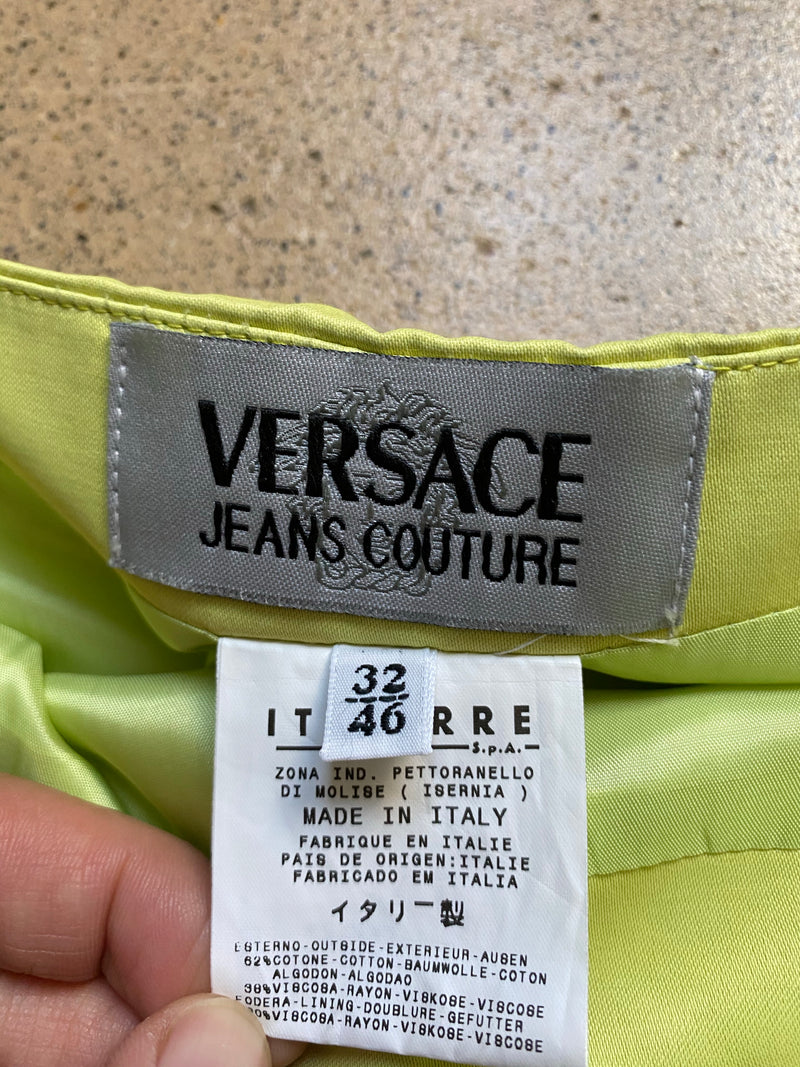 VERSACE
JEANS COUTURE
32
46
S.p.A.
ZONA IND. PETTORANELLO
DI MOLISE ( ISERNIA )
MADE IN ITALY
FABRIQUE EN ITALIE
PAIS DE ORIGEN:ITALIE
FABRICADO EM ITALIA
イタリー製
ESTERNO-OUTSIDE-EXTERIEUR-AUSEN
62%COTONE-COTTON-BAUMWOLLE-COTON
ALGODON-ALGODAO
38%VISCOSA-RAYON-VISKOSE-VISCOSE
FODERA-LINING-DOUBLURE-GEFUTTER
VISCOSA-RAYON-VISKOSE-VISCOSE